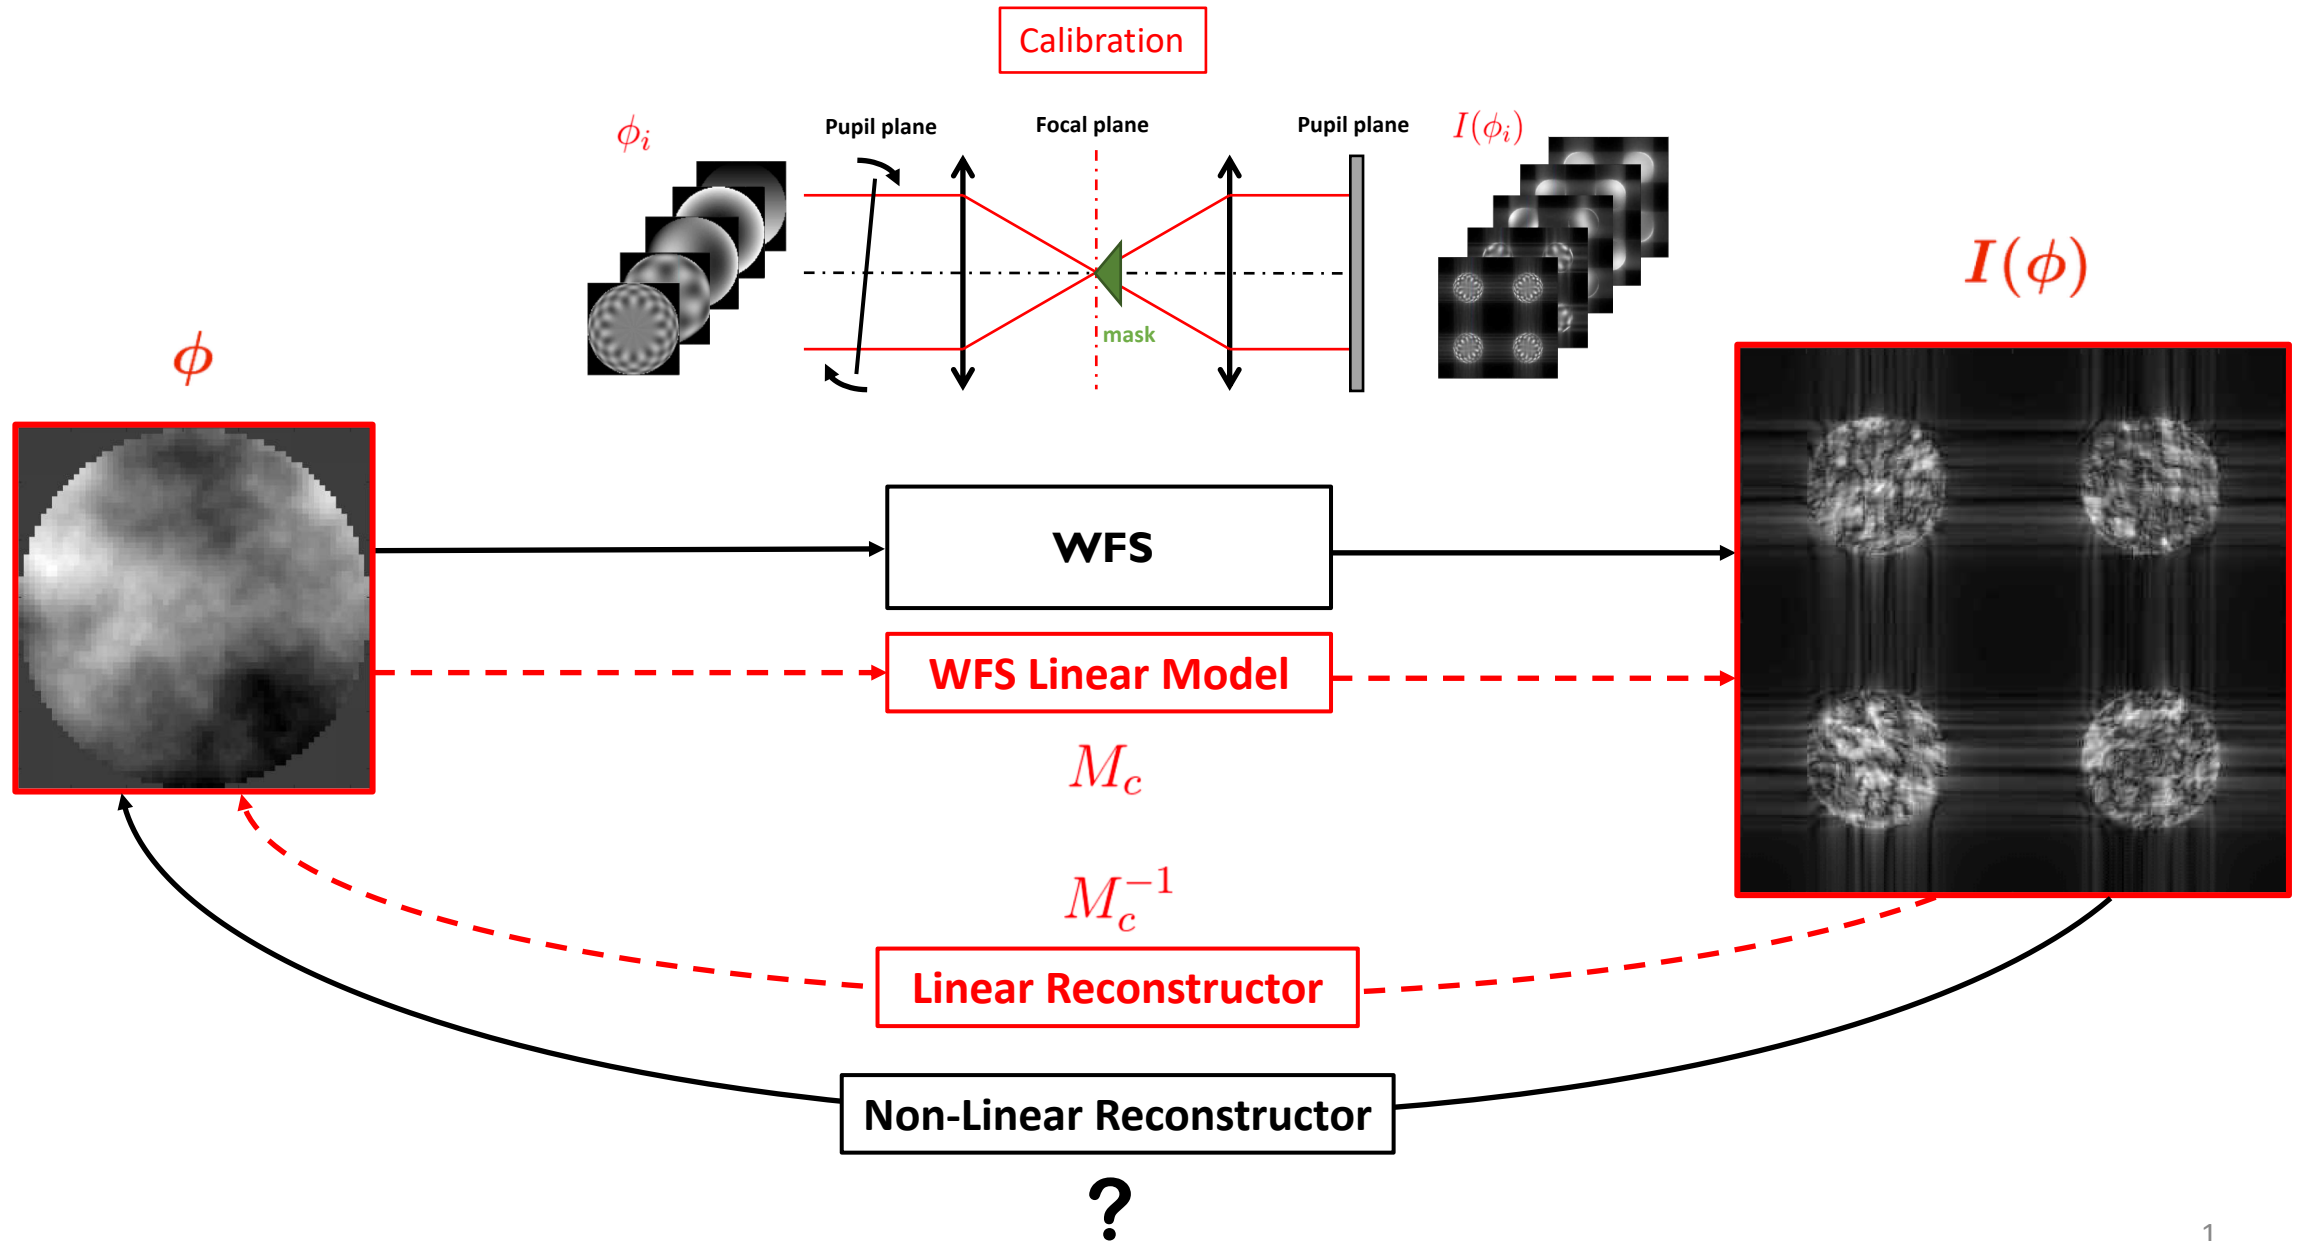 Calibration
ϕ_i
Pupil plane
Focal plane
Pupil plane
I(ϕ_i)
mask
ϕ
I(ϕ)
WFS
WFS Linear Model
M_c
M_c^{-1}
Linear Reconstructor
Non-Linear Reconstructor
?
1